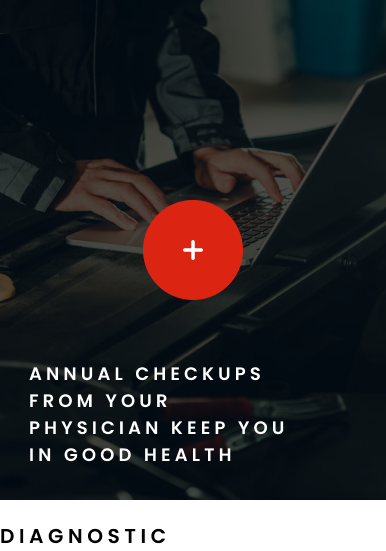 ANNUAL CHECKUPS
FROM YOUR
PHYSICIAN KEEP YOU
IN GOOD HEALTH
DIAGNOSTIC